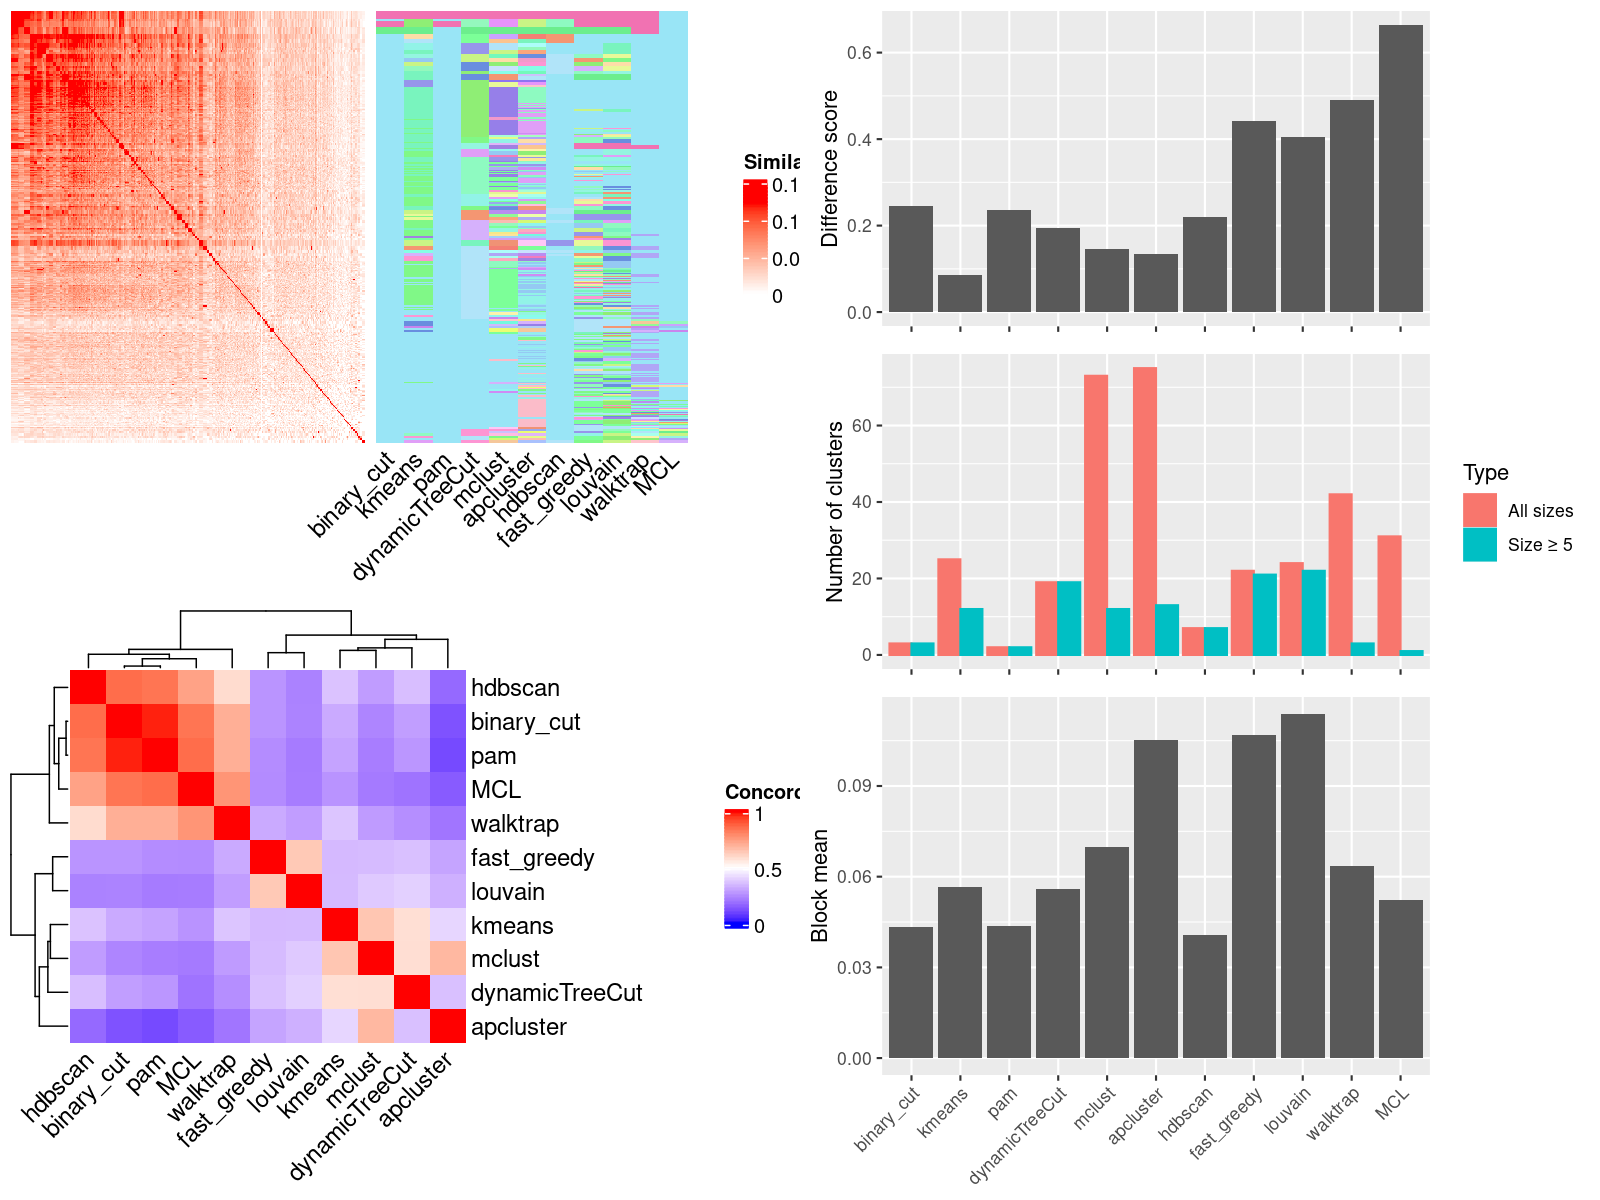 Simila
0.1
0.1
0.0
0
binary_cut
kmeans
pam
dynamicTreeCut
mclust
apcluster
hdbscan
fast_greedy
louvain
walktrap
MCL
hdbscan
binary_cut
pam
MCL
walktrap
fast_greedy
louvain
kmeans
mclust
dynamicTreeCut
apcluster
hdbscan
binary_cut
pam
MCL
walktrap
fast_greedy
louvain
kmeans
mclust
dynamicTreeCut
apcluster
Concord
1
0.5
0
Difference score
0.6
0.4
0.2
0.0
Number of clusters
60
40
20
0
Type
All sizes
Size ≥ 5
Block mean
0.09
0.06
0.03
0.00
binary_cut
kmeans
pam
dynamicTreeCut
mclust
apcluster
hdbscan
fast_greedy
louvain
walktrap
MCL